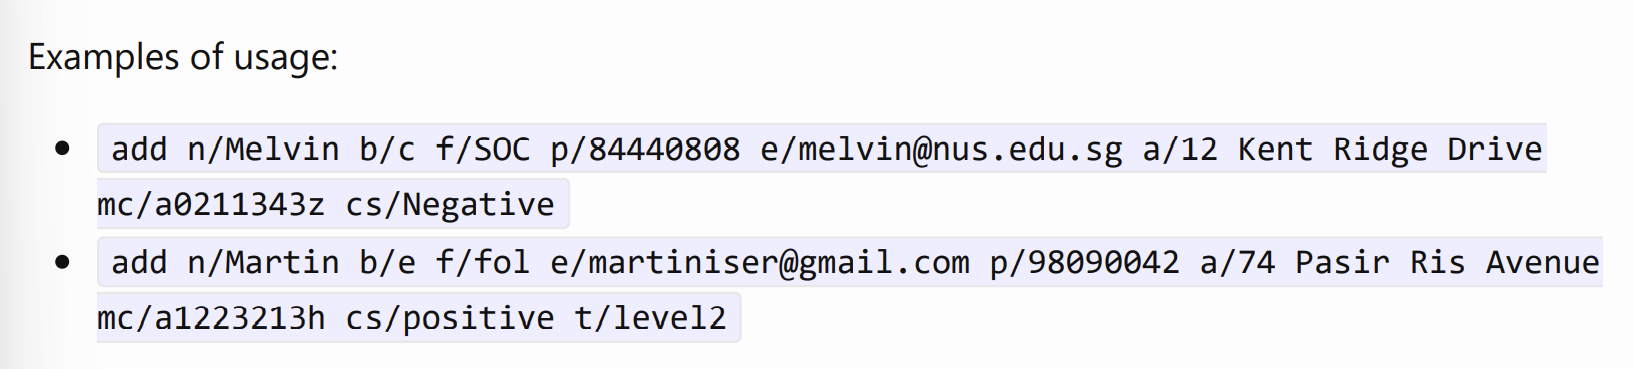 Examples of usage:
• add n/Melvin b/c f/SOC p/84440808 e/melvin@nus.edu.sg a/12 Kent Ridge Drive
mc/a0211343z cs/Negative
• add n/Martin b/e f/fol e/martiniser@gmail.com p/98090042 a/74 Pasir Ris Avenue
mc/a1223213h cs/positive t/level2